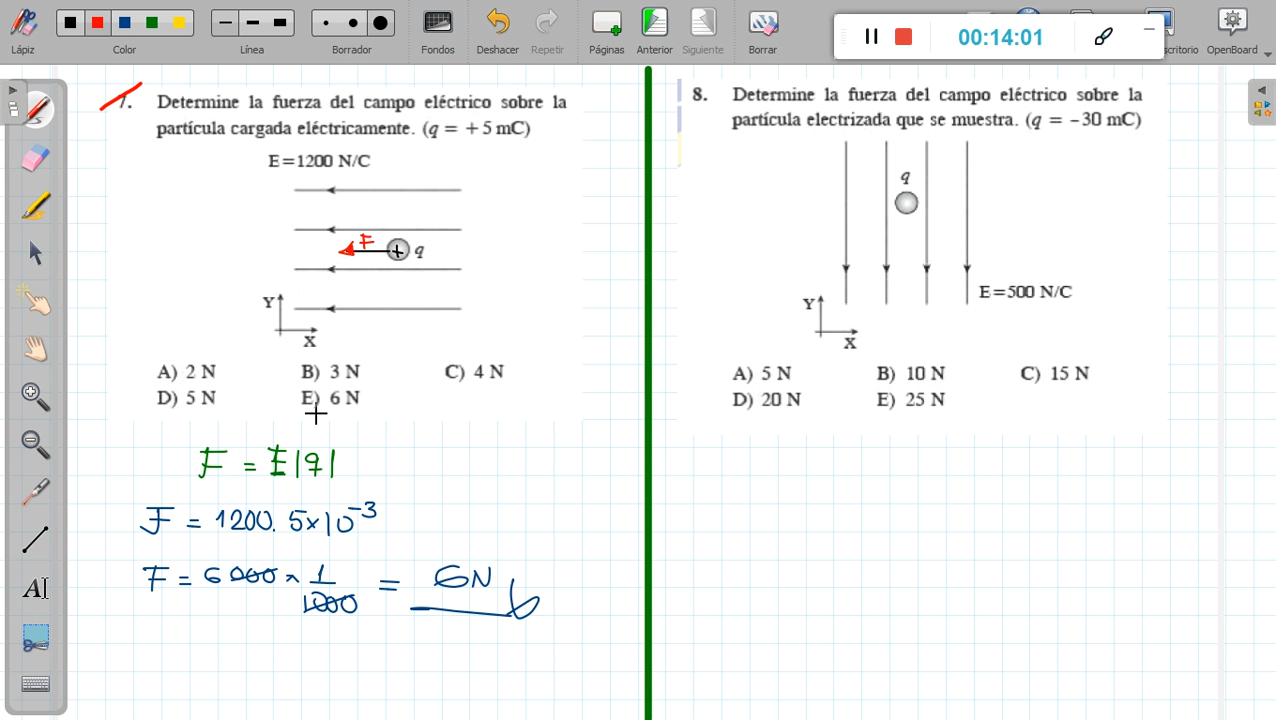 Lápiz
Color
Línea
Borrador
Fondos
Deshacer
Repetir
Páginas
Anterior
Siguiente
Borrar
00:14:01
OpenBoard
7. Determine la fuerza del campo eléctrico sobre la
partícula cargada eléctricamente. (q = +5 mC)
E=1200 N/C
F
+
q
Y
X
A) 2 N B) 3 N C) 4 N
D) 5 N E) 6 N
F = E|q|
F = 1200. 5×10⁻³
F = 6000 × 1/1000 = 6N
8. Determine la fuerza del campo eléctrico sobre la
partícula electrizada que se muestra. (q = –30 mC)
q
E=500 N/C
Y
X
A) 5 N B) 10 N C) 15 N
D) 20 N E) 25 N
AI